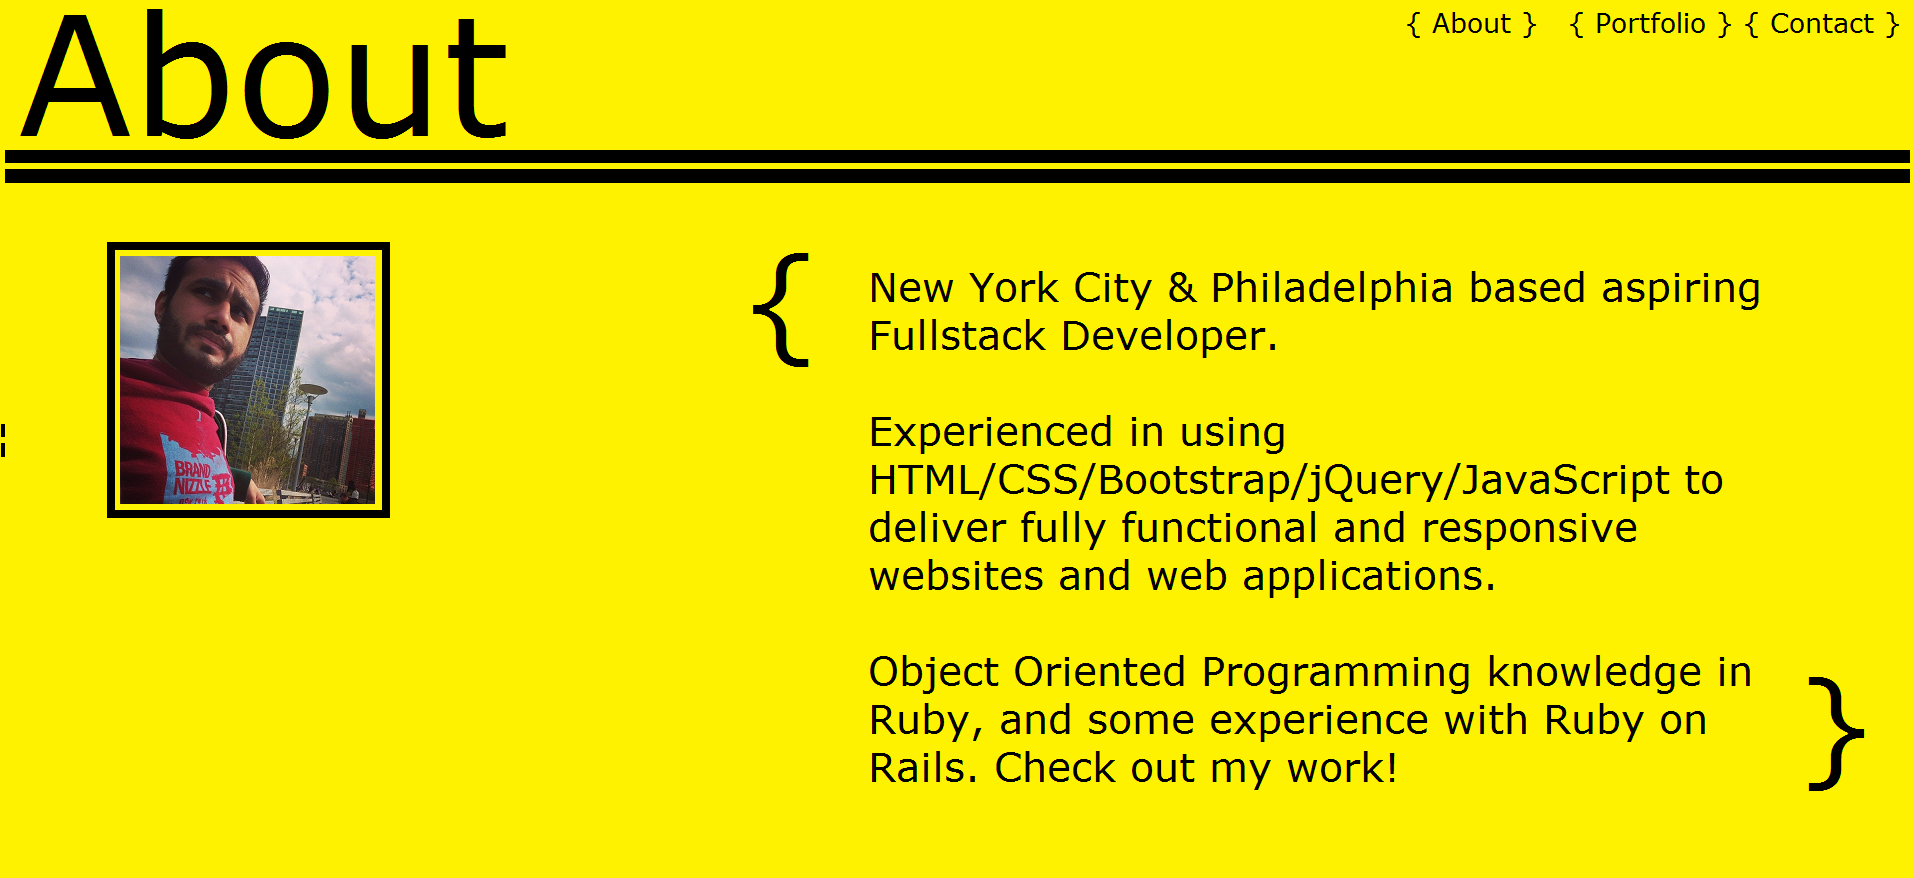 About
{ About } { Portfolio } { Contact }
{
New York City & Philadelphia based aspiring
Fullstack Developer.
Experienced in using
HTML/CSS/Bootstrap/jQuery/JavaScript to
deliver fully functional and responsive
websites and web applications.
Object Oriented Programming knowledge in
Ruby, and some experience with Ruby on
Rails. Check out my work!
}
BRAND
NIZZLE